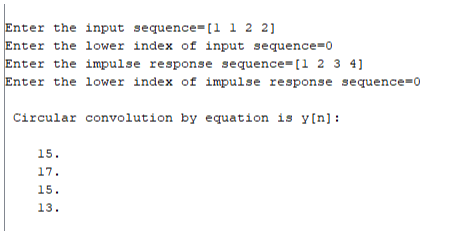 Enter the input sequence=[1 1 2 2]
Enter the lower index of input sequence=0
Enter the impulse response sequence=[1 2 3 4]
Enter the lower index of impulse response sequence=0
Circular convolution by equation is y[n]:
15.
17.
15.
13.